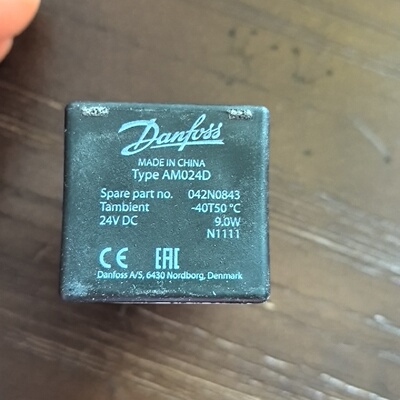 Danfoss
MADE IN CHINA
Type AM024D
Spare part no. 042N0843
Tambient -40T50 °C
24V DC 9.0W
N1111
CE EAC
Danfoss A/S, 6430 Nordborg, Denmark